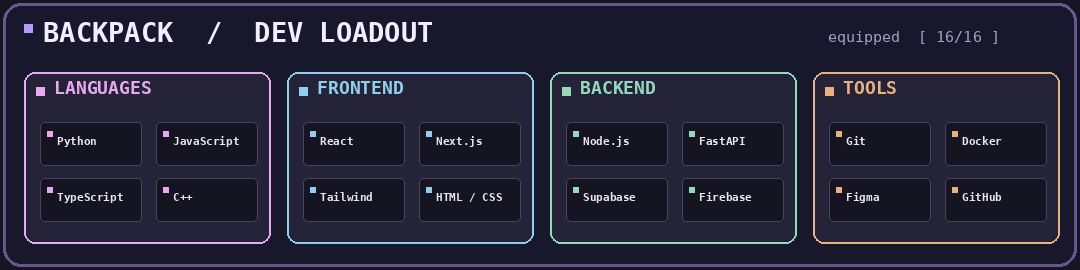 BACKPACK / DEV LOADOUT
equipped [ 16/16 ]
LANGUAGES
Python
JavaScript
TypeScript
C++
FRONTEND
React
Next.js
Tailwind
HTML / CSS
BACKEND
Node.js
FastAPI
Supabase
Firebase
TOOLS
Git
Docker
Figma
GitHub